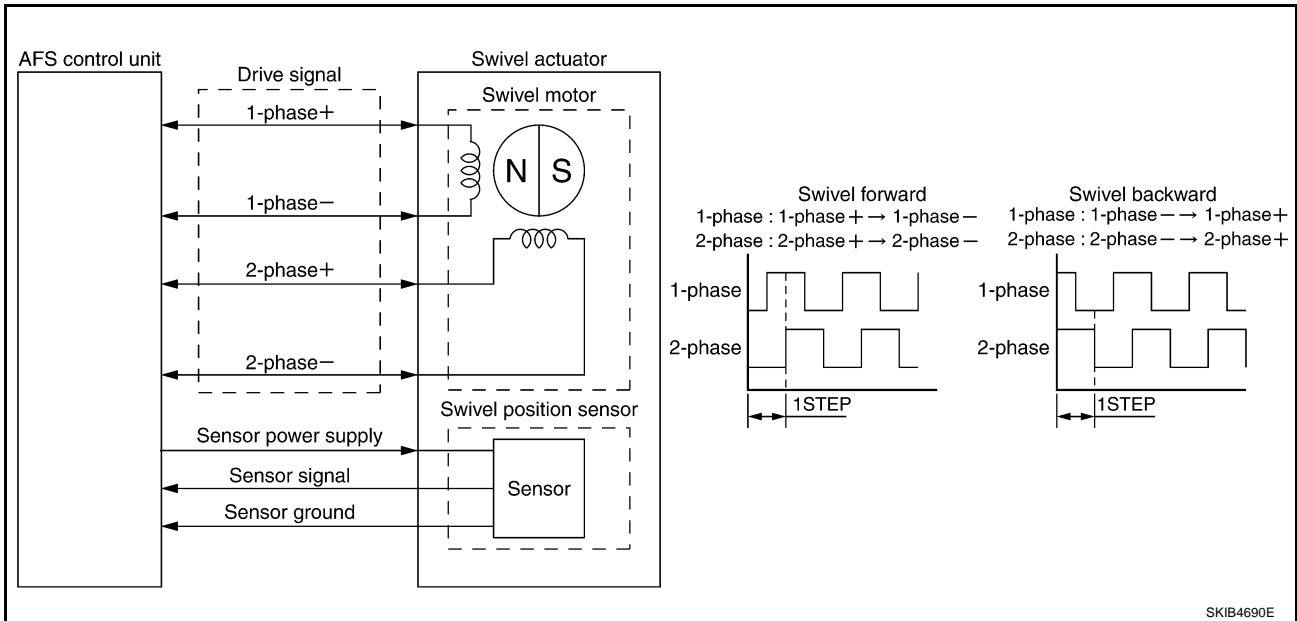 AFS control unit
Drive signal
1-phase+
1-phase−
2-phase+
2-phase−
Sensor power supply
Sensor signal
Sensor ground
Swivel actuator
Swivel motor
N S
Swivel position sensor
Sensor
Swivel forward
1-phase : 1-phase + → 1-phase −
2-phase : 2-phase + → 2-phase −
1-phase
2-phase
1STEP
Swivel backward
1-phase : 1-phase − → 1-phase+
2-phase : 2-phase − → 2-phase +
1-phase
2-phase
1STEP
SKIB4690E